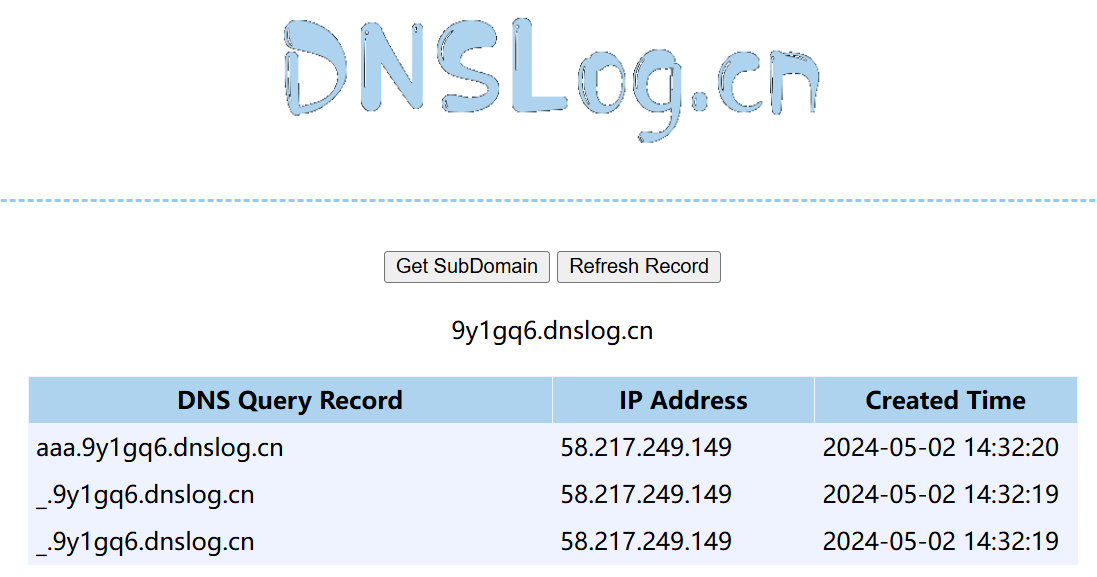 DNSLog.cn
Get SubDomain Refresh Record
9y1gq6.dnslog.cn
DNS Query Record IP Address Created Time
aaa.9y1gq6.dnslog.cn 58.217.249.149 2024-05-02 14:32:20
_.9y1gq6.dnslog.cn 58.217.249.149 2024-05-02 14:32:19
_.9y1gq6.dnslog.cn 58.217.249.149 2024-05-02 14:32:19